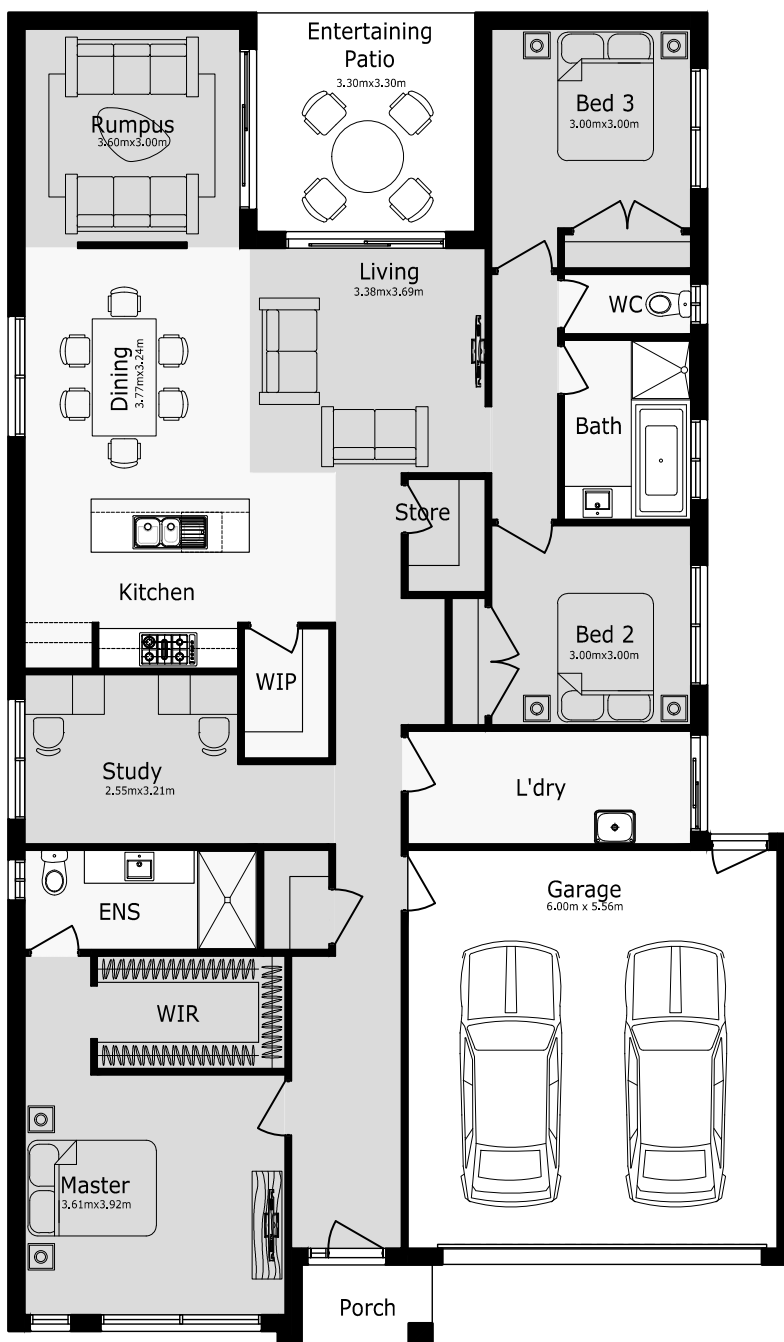 Entertaining
Patio
3.30mx3.30m
Rumpus
3.60mx3.00m
Bed 3
3.00mx3.00m
Living
3.38mx3.69m
WC
Dining
3.77mx3.24m
Bath
Store
Kitchen
Bed 2
3.00mx3.00m
WIP
Study
2.55mx3.21m
L'dry
Garage
6.00m x 5.56m
ENS
WIR
Master
3.61mx3.92m
Porch